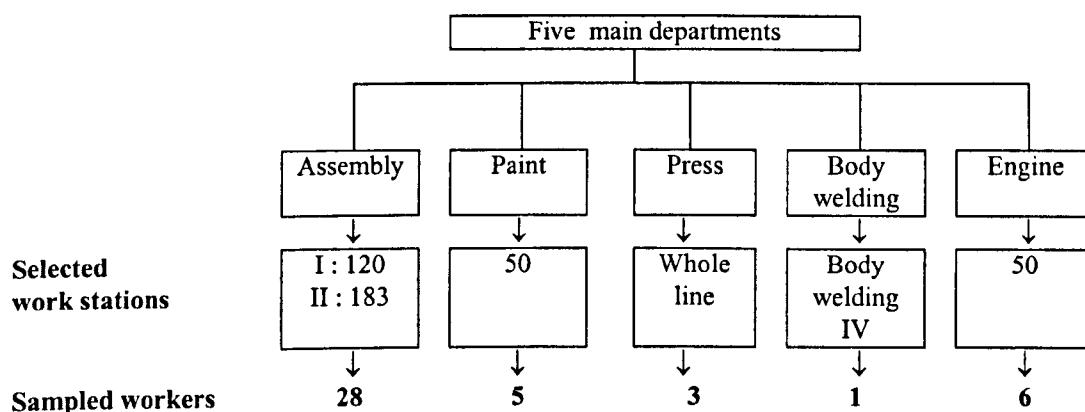 Five main departments
Assembly Paint Press Body welding Engine
Selected work stations
I : 120
II : 183
50
Whole line
Body welding IV
50
Sampled workers 28 5 3 1 6